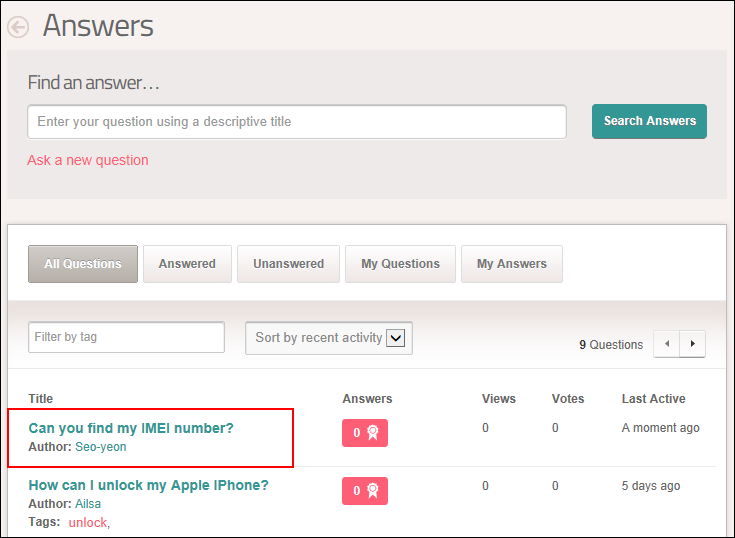 Answers
Find an answer…
Enter your question using a descriptive title
Search Answers
Ask a new question
All Questions Answered Unanswered My Questions My Answers
Filter by tag Sort by recent activity 9 Questions
Title Answers Views Votes Last Active
Can you find my IMEI number? 0 0 0 A moment ago
Author: Seo-yeon
How can I unlock my Apple IPhone? 0 0 0 5 days ago
Author: Ailsa
Tags: unlock,